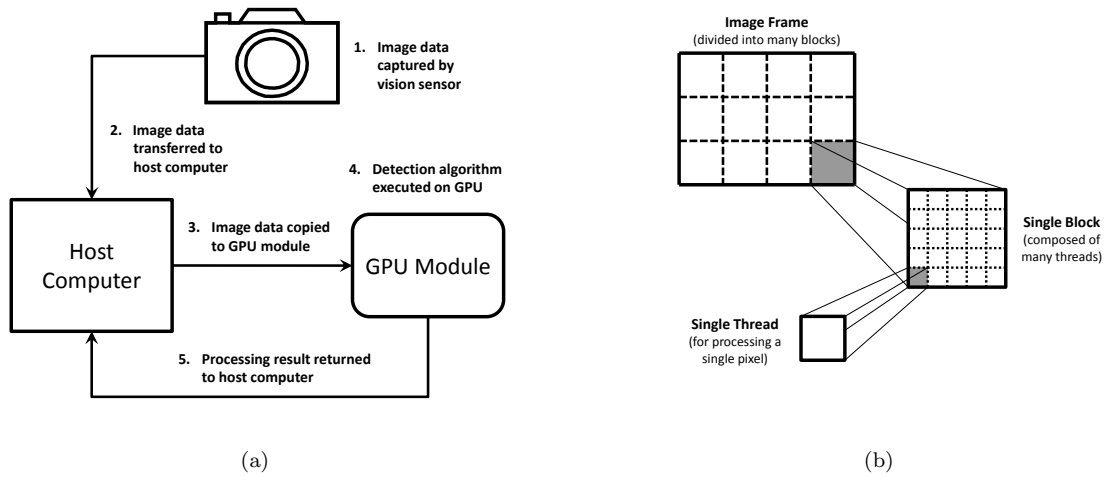 1. Image data
captured by
vision sensor
2. Image data
transferred to
host computer
4. Detection algorithm
executed on GPU
3. Image data copied
to GPU module
Host
Computer
GPU Module
5. Processing result returned
to host computer
(a)
Image Frame
(divided into many blocks)
Single Block
(composed of
many threads)
Single Thread
(for processing a
single pixel)
(b)